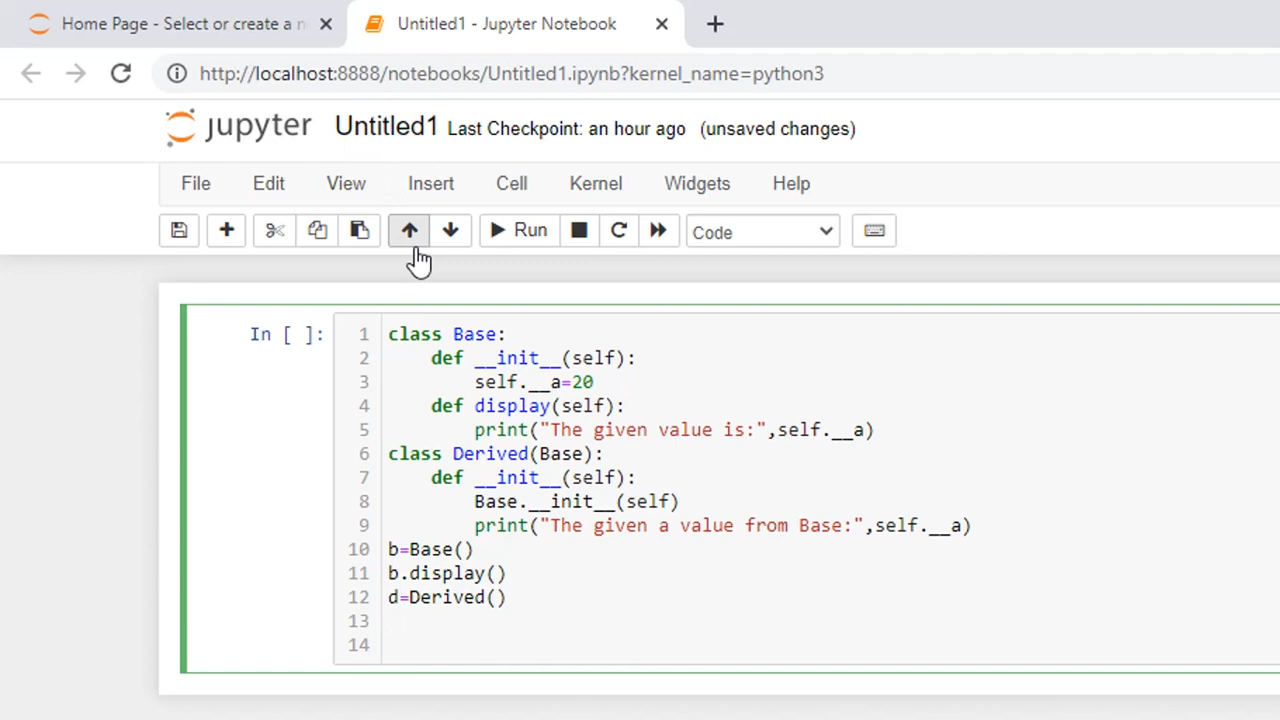 Home Page - Select or create a n
Untitled1 - Jupyter Notebook
http://localhost:8888/notebooks/Untitled1.ipynb?kernel_name=python3
jupyter Untitled1 Last Checkpoint: an hour ago (unsaved changes)
File Edit View Insert Cell Kernel Widgets Help
Run Code
In [ ]:
1 class Base:
2     def __init__(self):
3         self.__a=20
4     def display(self):
5         print("The given value is:",self.__a)
6 class Derived(Base):
7     def __init__(self):
8         Base.__init__(self)
9         print("The given a value from Base:",self.__a)
10 b=Base()
11 b.display()
12 d=Derived()
13
14